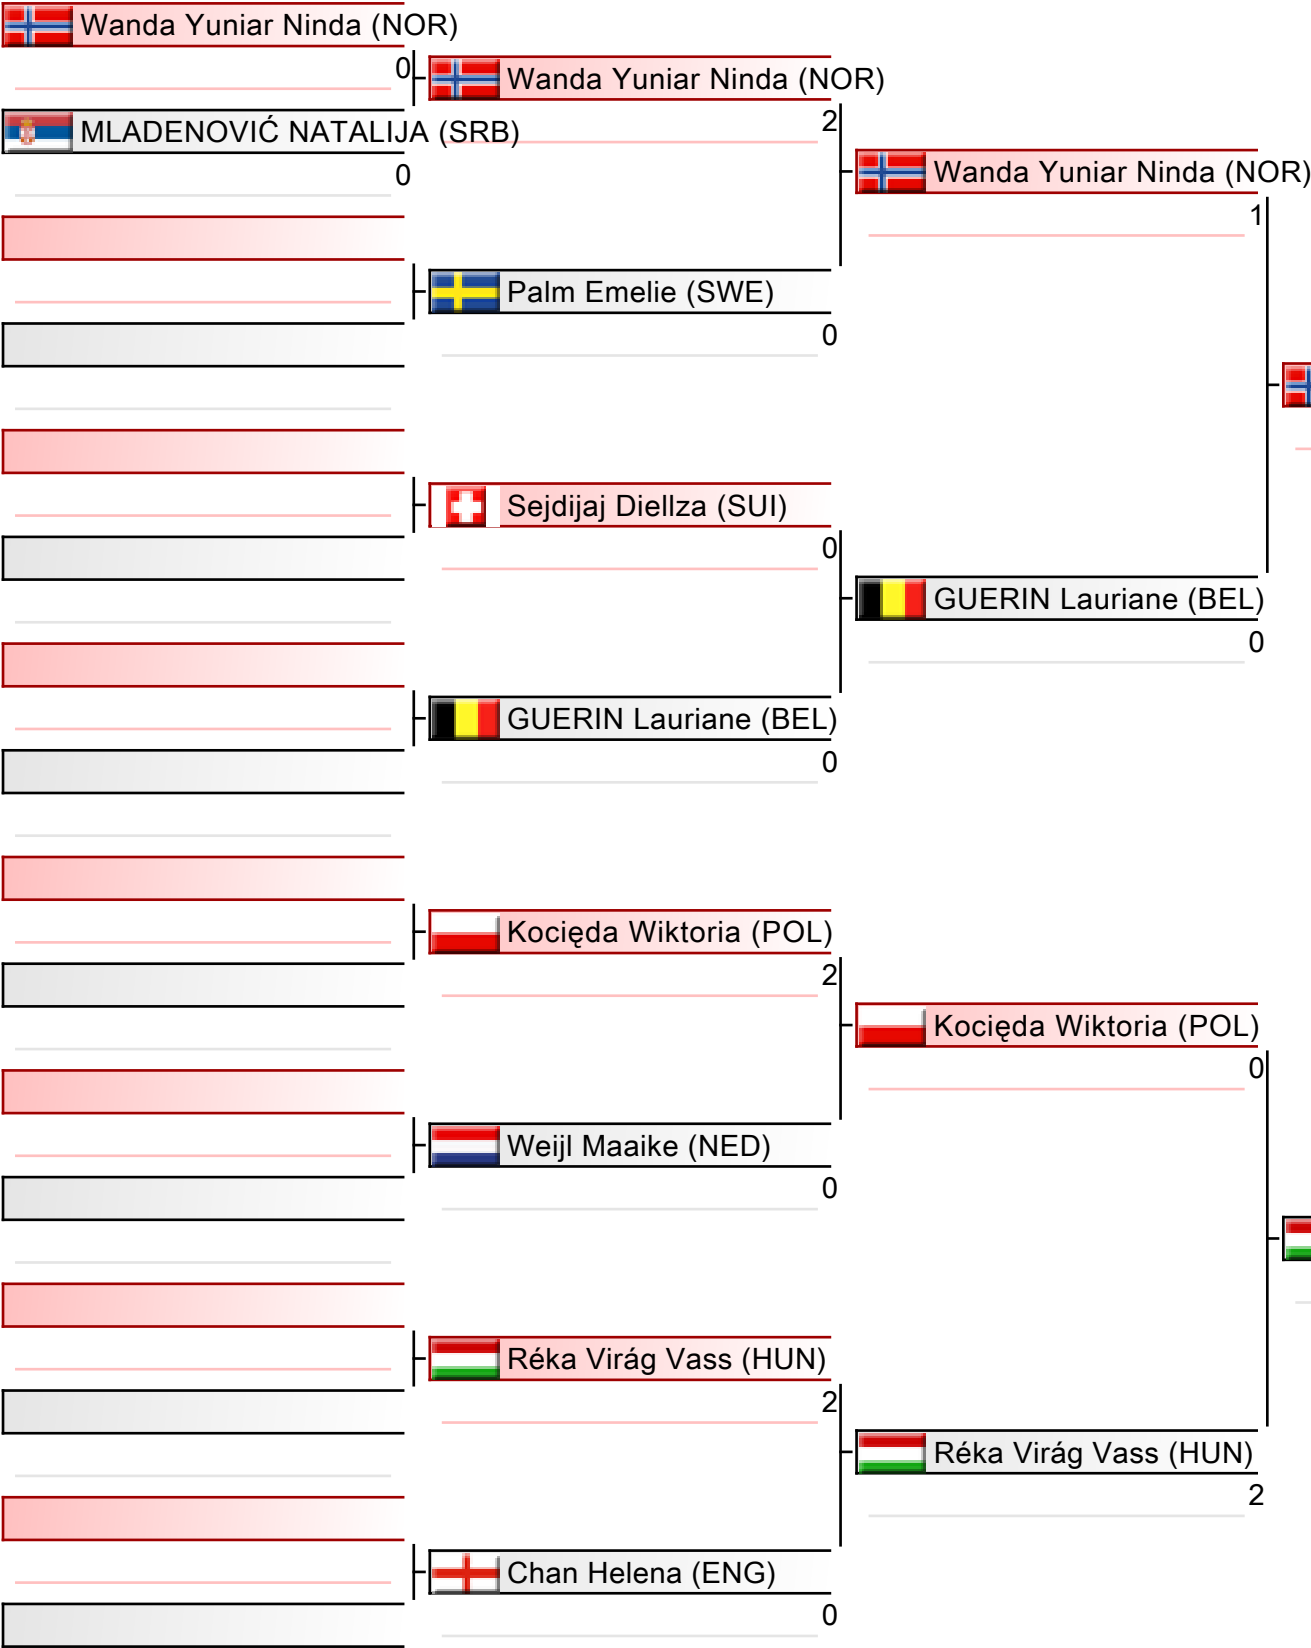 Wanda Yuniar Ninda (NOR)
0
MLADENOVIĆ NATALIJA (SRB)
0
Wanda Yuniar Ninda (NOR)
2
Palm Emelie (SWE)
0
Sejdijaj Diellza (SUI)
0
GUERIN Lauriane (BEL)
0
Kocięda Wiktoria (POL)
2
Weijl Maaike (NED)
0
Réka Virág Vass (HUN)
2
Chan Helena (ENG)
0
Wanda Yuniar Ninda (NOR)
1
GUERIN Lauriane (BEL)
0
Kocięda Wiktoria (POL)
0
Réka Virág Vass (HUN)
2